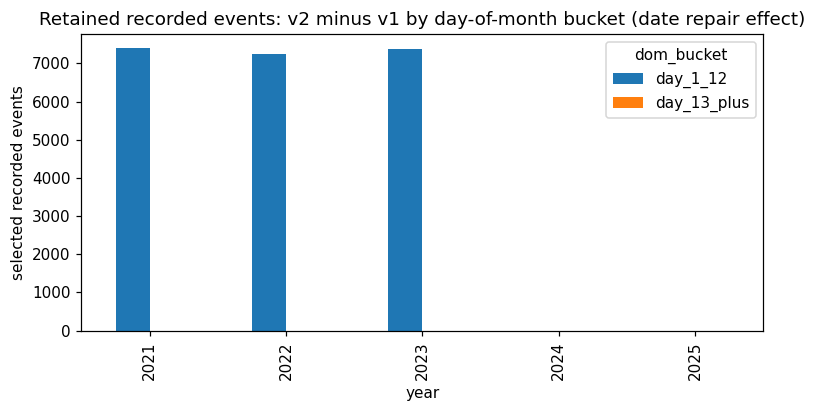 Retained recorded events: v2 minus v1 by day-of-month bucket (date repair effect)
selected recorded events
7000
6000
5000
4000
3000
2000
1000
0
dom_bucket
day_1_12
day_13_plus
2021
2022
2023
2024
2025
year